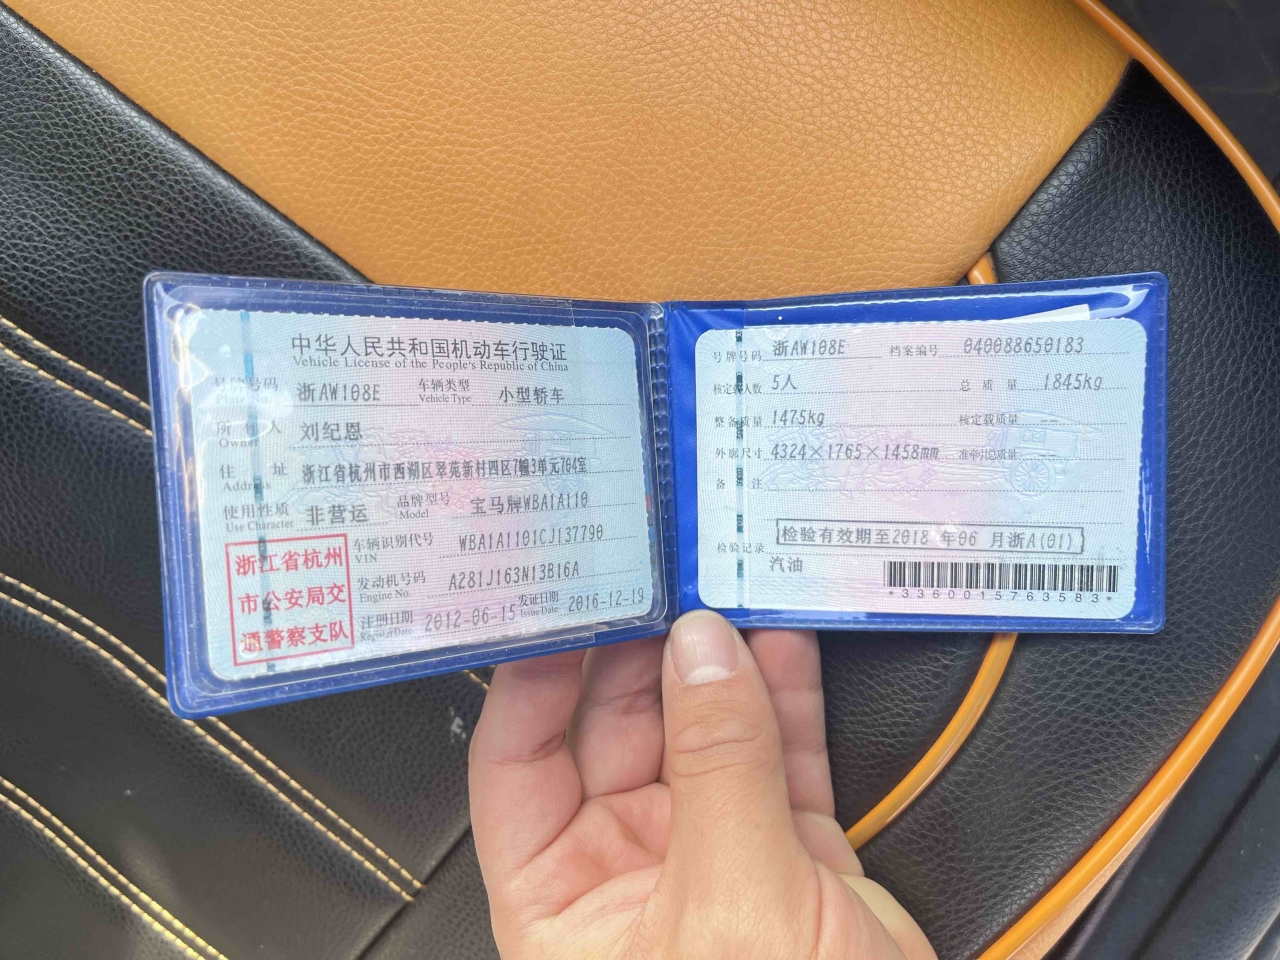 中华人民共和国机动车行驶证
Vehicle License of the People's Republic of China
号牌号码 浙AW108E 车辆类型 小型轿车
Plate No. Vehicle Type
所有人 刘纪恩
Owner
住址 浙江省杭州市西湖区翠苑新村四区7幢3单元704室
Address
使用性质 非营运 品牌型号 宝马牌WBA1A110
Use Character Model
浙江省杭州
市公安局交
通警察支队
车辆识别代号 WBA1A1101CJ137790
VIN
发动机号码 A281J163N13B16A
Engine No.
注册日期 2012-06-15 发证日期 2016-12-19
Register Date Issue Date
号牌号码 浙AW108E 档案编号 040088650183
核定载人数 5人 总质量 1845kg
整备质量 1475kg 核定载质量 --
外廓尺寸 4324×1765×1458mm 准牵引总质量 --
备注
检验记录 检验有效期至2018年06月浙A(01)
汽油
*3360015763583*